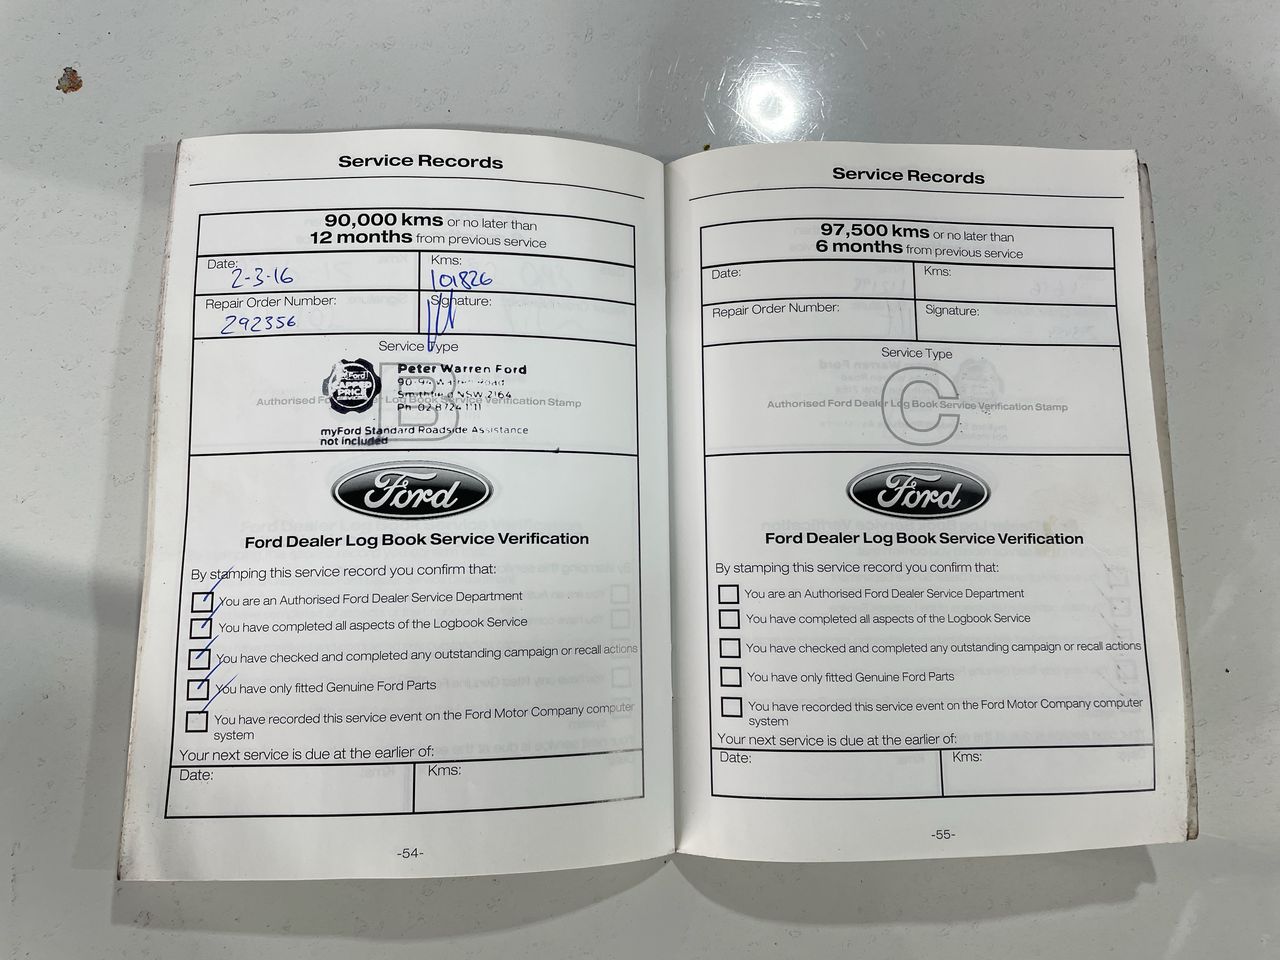 Service Records
90,000 kms or no later than
12 months from previous service
Date:
2-3-16
Kms:
101826
Repair Order Number:
292356
Signature:
Service Type
B
Ford
CAPPED
PRICE
SERVICING
Peter Warren Ford
Smithfield NSW 2164
myFord Standard Roadside Assistance
not included
Authorised Ford Dealer Log Book Service Verification Stamp
Ford
Ford Dealer Log Book Service Verification
By stamping this service record you confirm that:
You are an Authorised Ford Dealer Service Department
You have completed all aspects of the Logbook Service
You have checked and completed any outstanding campaign or recall actions
You have only fitted Genuine Ford Parts
You have recorded this service event on the Ford Motor Company computer
system
Your next service is due at the earlier of:
Date:
Kms:
-54-
Service Records
97,500 kms or no later than
6 months from previous service
Date:
Kms:
Repair Order Number:
Signature:
Service Type
C
Authorised Ford Dealer Log Book Service Verification Stamp
Ford
Ford Dealer Log Book Service Verification
By stamping this service record you confirm that:
You are an Authorised Ford Dealer Service Department
You have completed all aspects of the Logbook Service
You have checked and completed any outstanding campaign or recall actions
You have only fitted Genuine Ford Parts
You have recorded this service event on the Ford Motor Company computer
system
Your next service is due at the earlier of:
Date:
Kms:
-55-